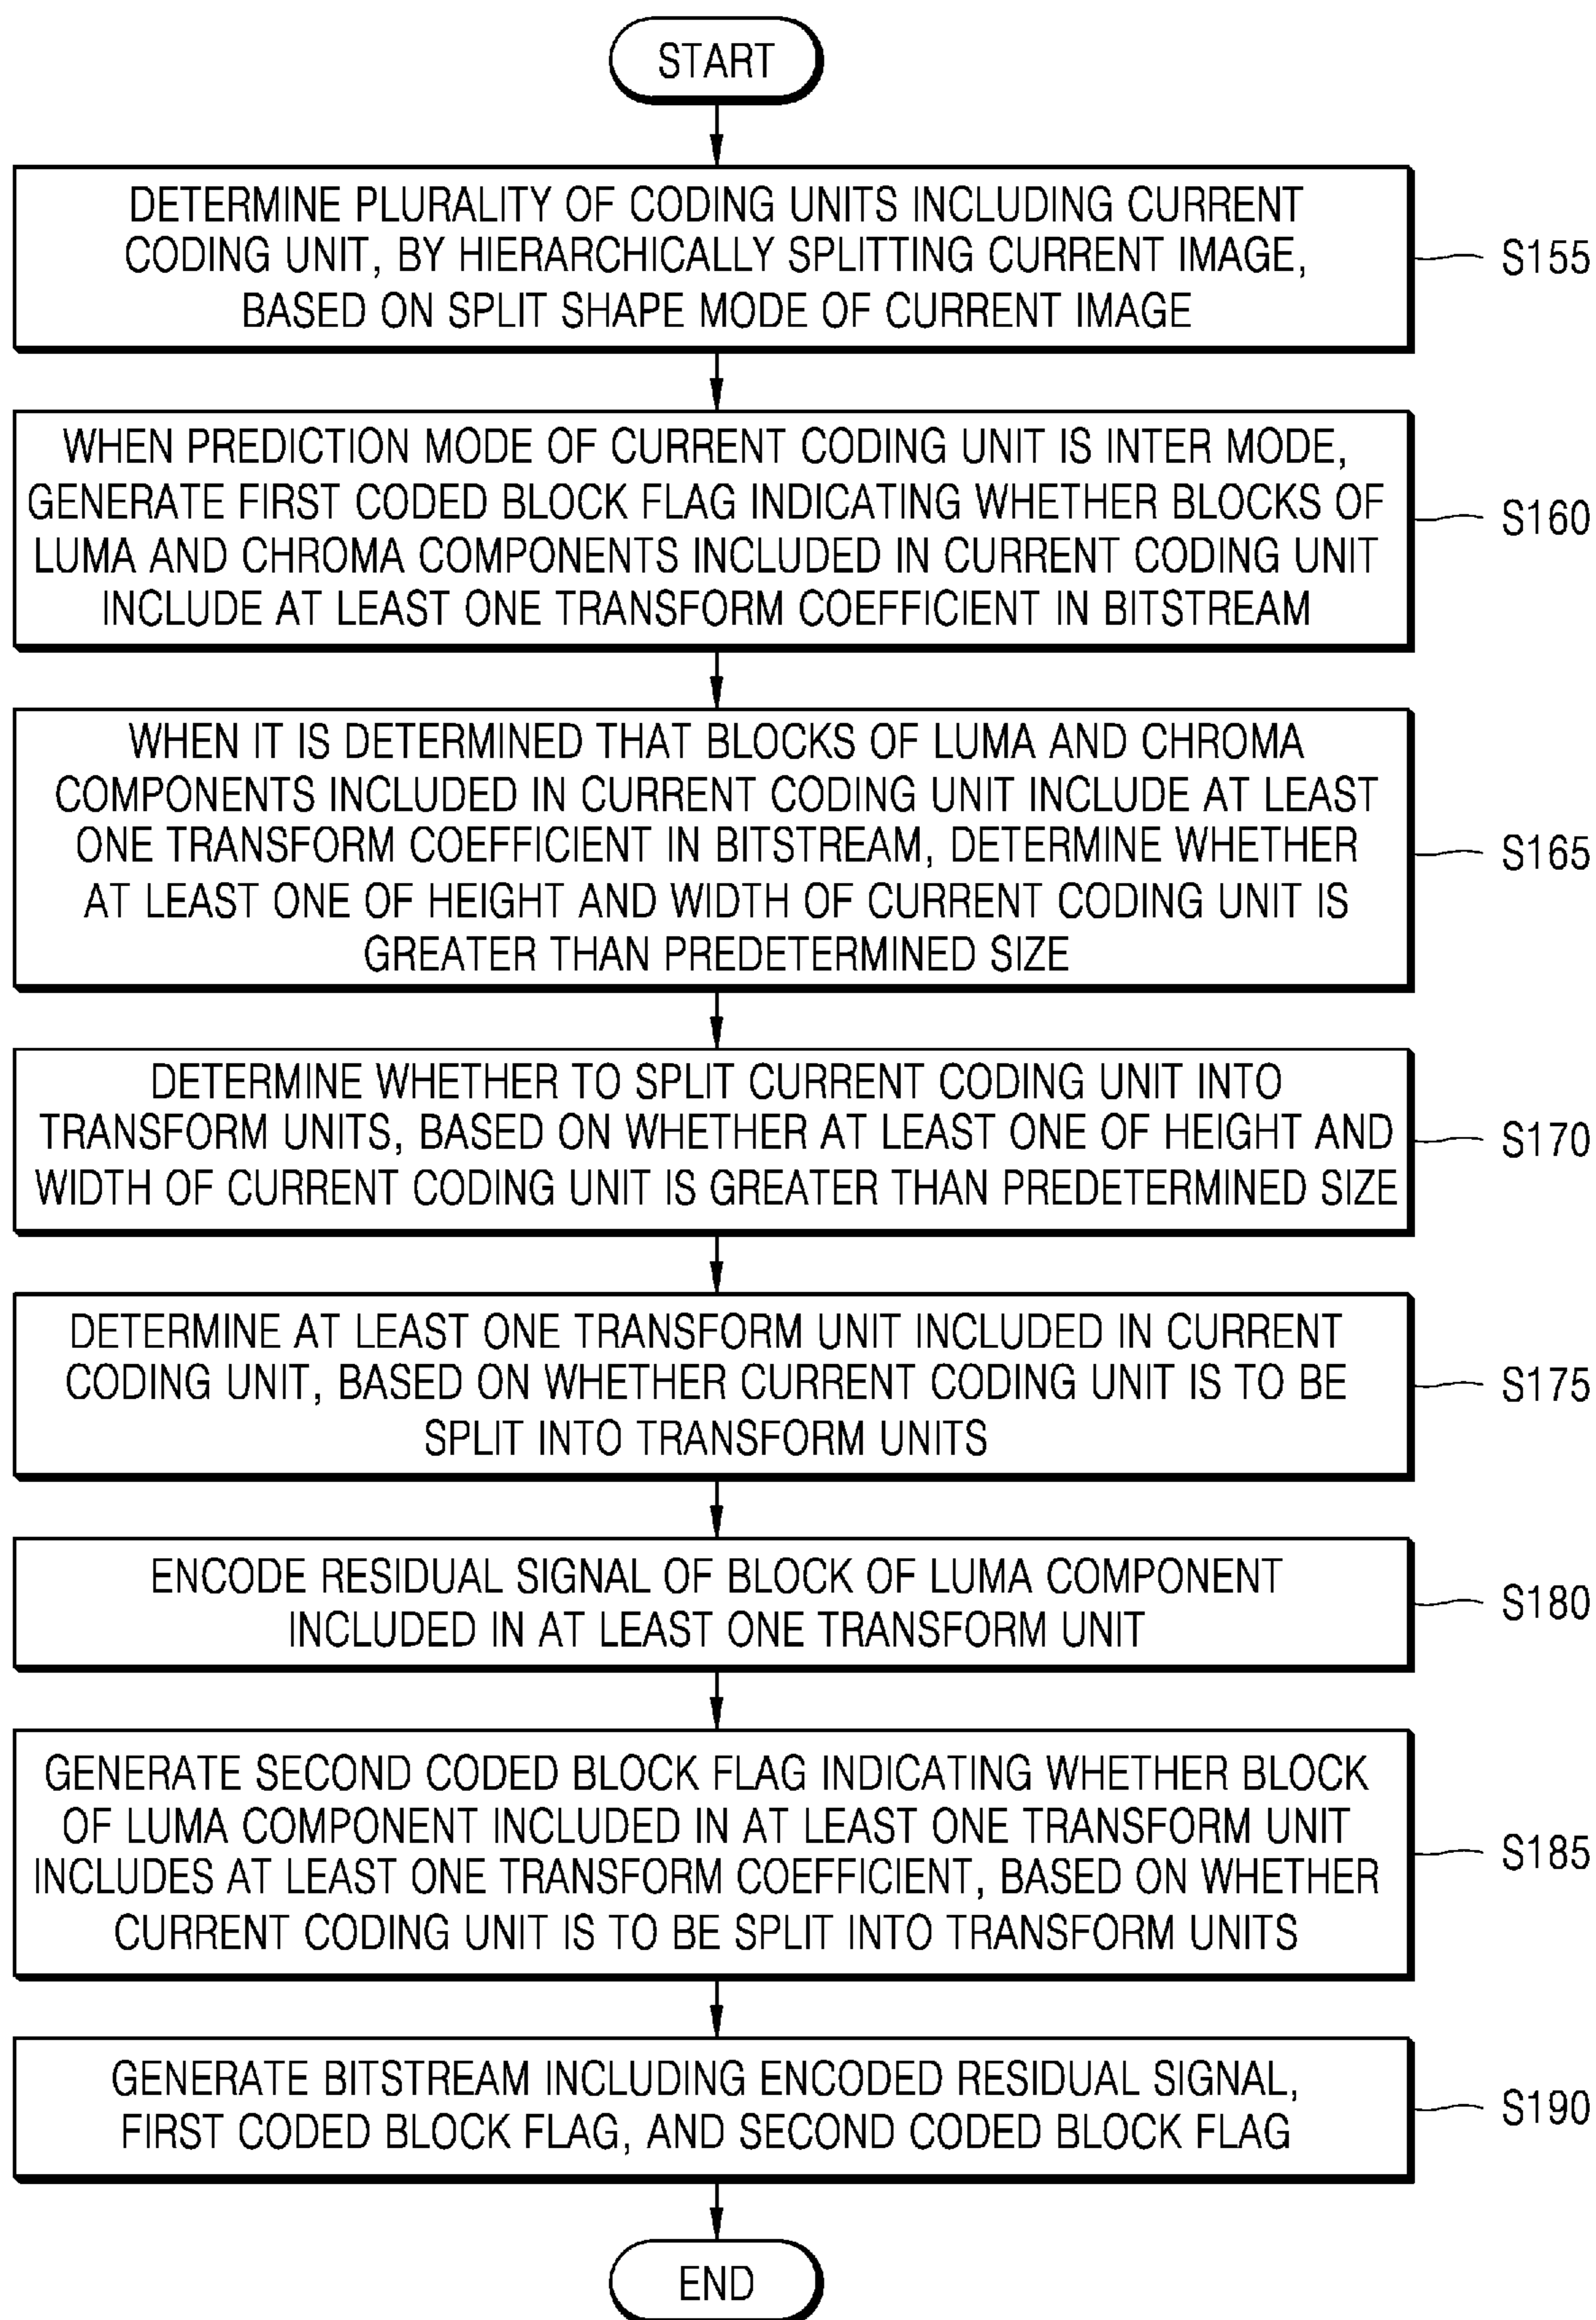 START
DETERMINE PLURALITY OF CODING UNITS INCLUDING CURRENT
CODING UNIT, BY HIERARCHICALLY SPLITTING CURRENT IMAGE,
BASED ON SPLIT SHAPE MODE OF CURRENT IMAGE
S155
WHEN PREDICTION MODE OF CURRENT CODING UNIT IS INTER MODE,
GENERATE FIRST CODED BLOCK FLAG INDICATING WHETHER BLOCKS OF
LUMA AND CHROMA COMPONENTS INCLUDED IN CURRENT CODING UNIT
INCLUDE AT LEAST ONE TRANSFORM COEFFICIENT IN BITSTREAM
S160
WHEN IT IS DETERMINED THAT BLOCKS OF LUMA AND CHROMA
COMPONENTS INCLUDED IN CURRENT CODING UNIT INCLUDE AT LEAST
ONE TRANSFORM COEFFICIENT IN BITSTREAM, DETERMINE WHETHER
AT LEAST ONE OF HEIGHT AND WIDTH OF CURRENT CODING UNIT IS
GREATER THAN PREDETERMINED SIZE
S165
DETERMINE WHETHER TO SPLIT CURRENT CODING UNIT INTO
TRANSFORM UNITS, BASED ON WHETHER AT LEAST ONE OF HEIGHT AND
WIDTH OF CURRENT CODING UNIT IS GREATER THAN PREDETERMINED SIZE
S170
DETERMINE AT LEAST ONE TRANSFORM UNIT INCLUDED IN CURRENT
CODING UNIT, BASED ON WHETHER CURRENT CODING UNIT IS TO BE
SPLIT INTO TRANSFORM UNITS
S175
ENCODE RESIDUAL SIGNAL OF BLOCK OF LUMA COMPONENT
INCLUDED IN AT LEAST ONE TRANSFORM UNIT
S180
GENERATE SECOND CODED BLOCK FLAG INDICATING WHETHER BLOCK
OF LUMA COMPONENT INCLUDED IN AT LEAST ONE TRANSFORM UNIT
INCLUDES AT LEAST ONE TRANSFORM COEFFICIENT, BASED ON WHETHER
CURRENT CODING UNIT IS TO BE SPLIT INTO TRANSFORM UNITS
S185
GENERATE BITSTREAM INCLUDING ENCODED RESIDUAL SIGNAL,
FIRST CODED BLOCK FLAG, AND SECOND CODED BLOCK FLAG
S190
END